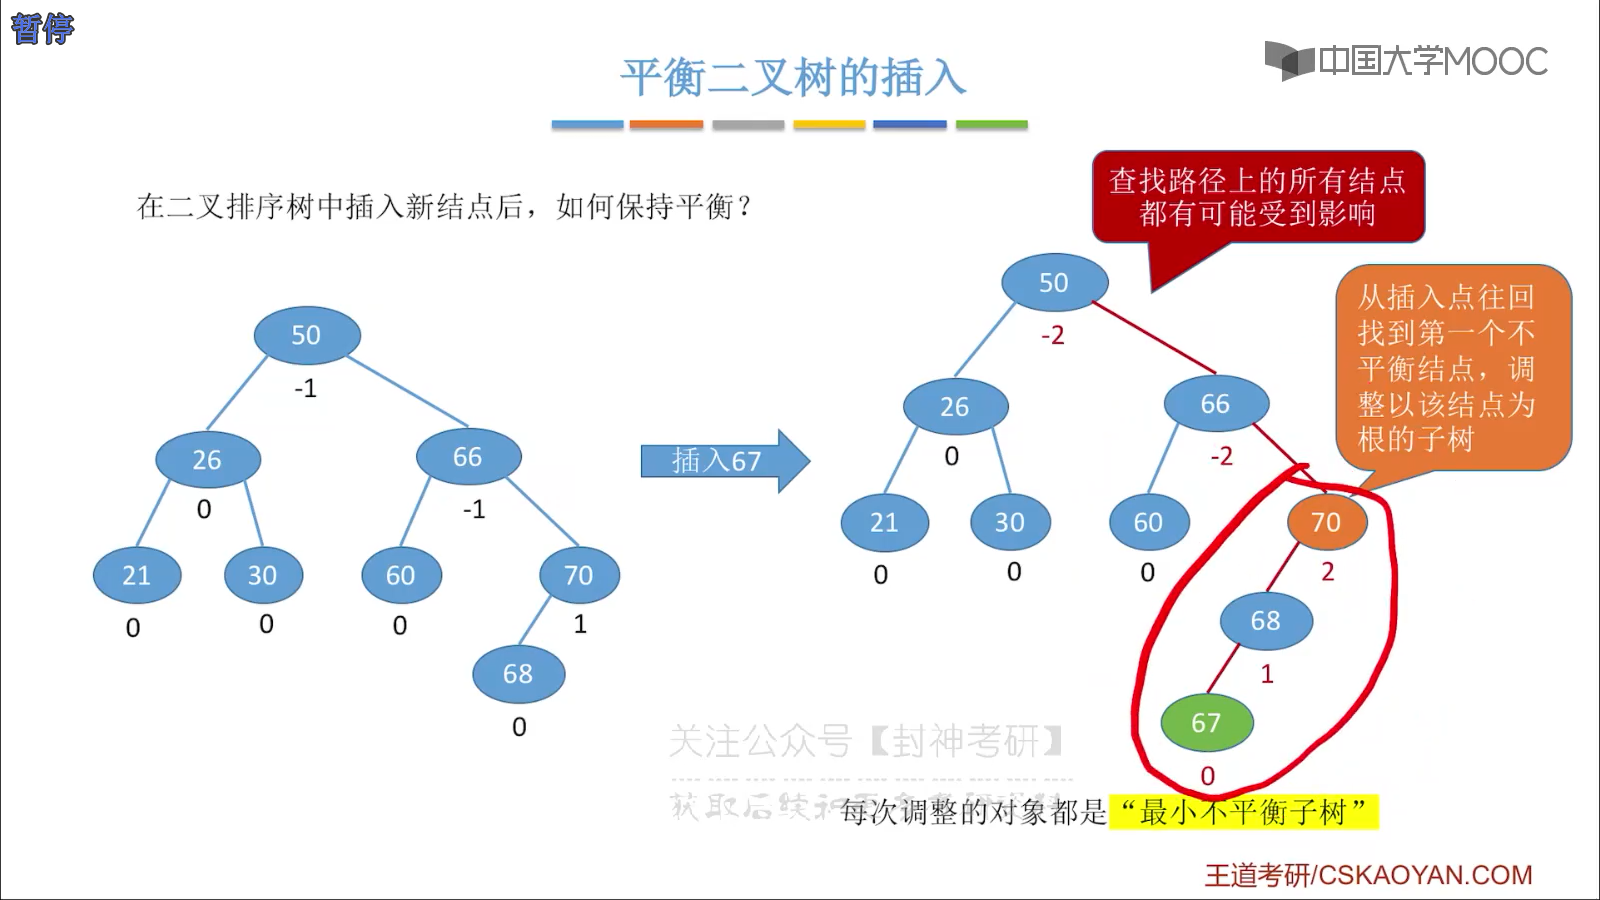 暂停
平衡二叉树的插入
中国大学MOOC
在二叉排序树中插入新结点后，如何保持平衡？
查找路径上的所有结点
都有可能受到影响
从插入点往回
找到第一个不
平衡结点，调
整以该结点为
根的子树
50
-1
26
0
66
-1
21
0
30
0
60
0
70
1
68
0
插入67
50
-2
26
0
66
-2
21
0
30
0
60
0
70
2
68
1
67
0
关注公众号【封神考研】
每次调整的对象都是“最小不平衡子树”
王道考研/CSKAOYAN.COM